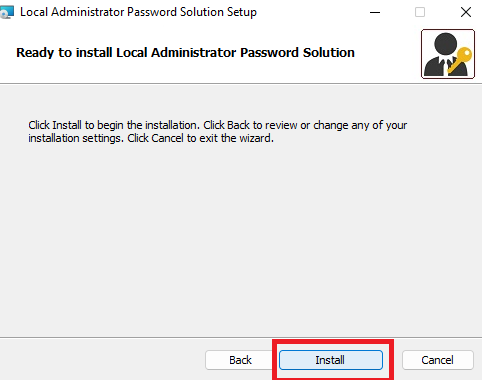 Local Administrator Password Solution Setup
Ready to install Local Administrator Password Solution
Click Install to begin the installation. Click Back to review or change any of your
installation settings. Click Cancel to exit the wizard.
Back Install Cancel